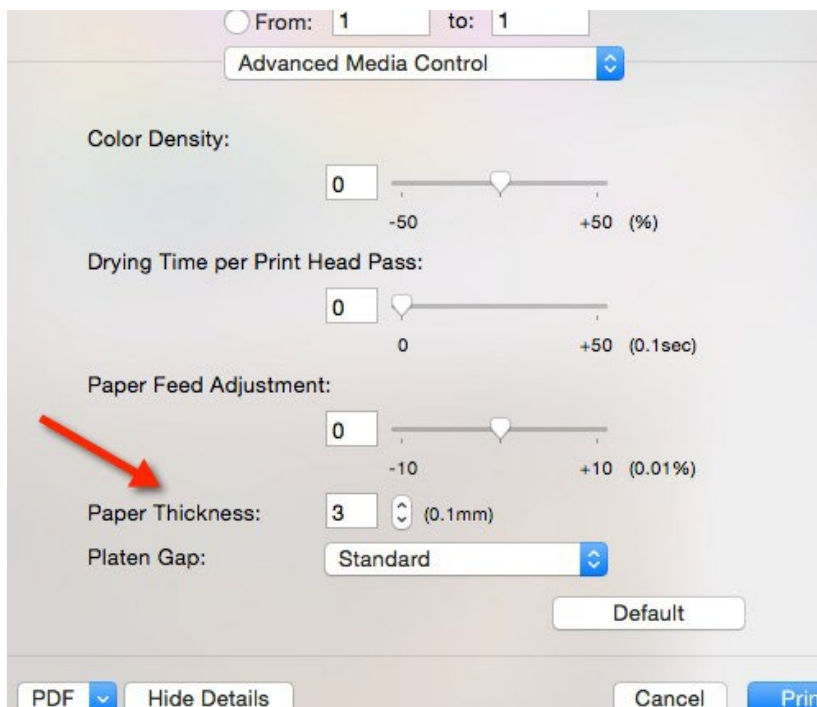 From: 1 to: 1
Advanced Media Control
Color Density:
0
-50 +50 (%)
Drying Time per Print Head Pass:
0
0 +50 (0.1sec)
Paper Feed Adjustment:
0
-10 +10 (0.01%)
Paper Thickness: 3 (0.1mm)
Platen Gap: Standard
Default
PDF Hide Details Cancel Prin